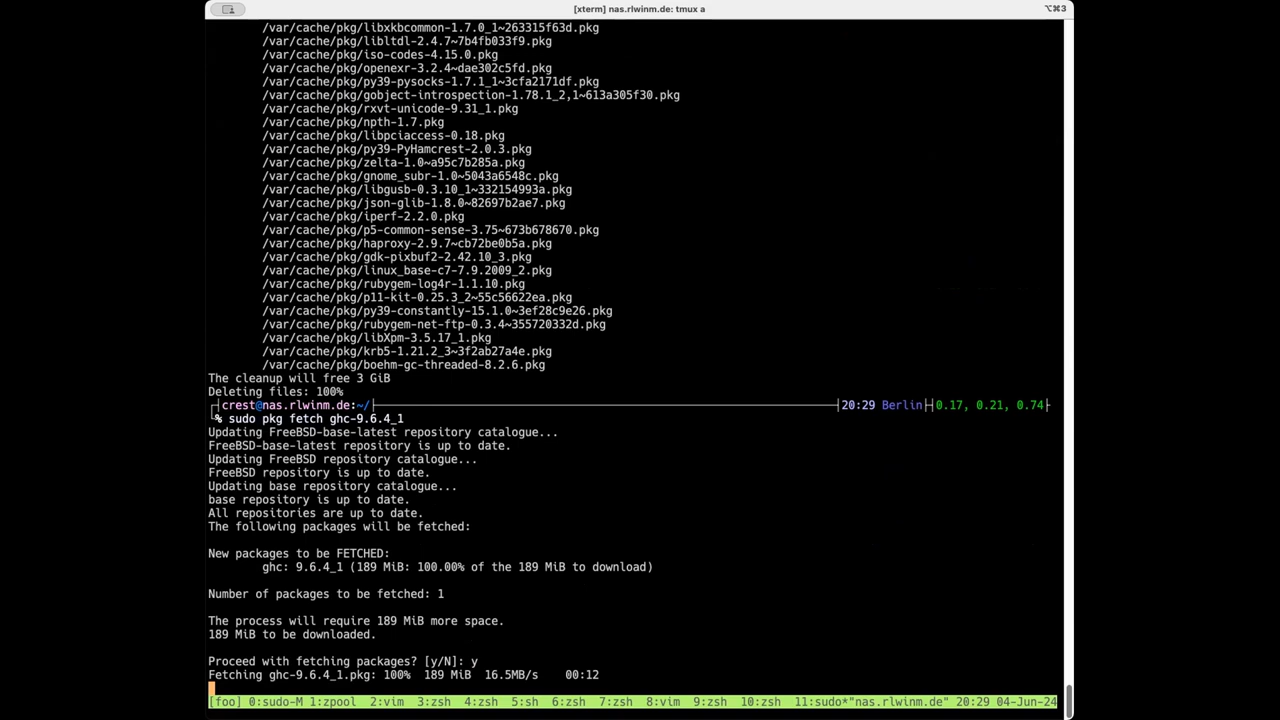 [xterm] nas.rlwinm.de: tmux a
⌥⌘3
/var/cache/pkg/libxkbcommon-1.7.0_1~263315f63d.pkg
/var/cache/pkg/libltdl-2.4.7~7b4fb033f9.pkg
/var/cache/pkg/iso-codes-4.15.0.pkg
/var/cache/pkg/openexr-3.2.4~dae302c5fd.pkg
/var/cache/pkg/py39-pysocks-1.7.1_1~3cfa2171df.pkg
/var/cache/pkg/gobject-introspection-1.78.1_2,1~613a305f30.pkg
/var/cache/pkg/rxvt-unicode-9.31_1.pkg
/var/cache/pkg/npth-1.7.pkg
/var/cache/pkg/libpciaccess-0.18.pkg
/var/cache/pkg/py39-PyHamcrest-2.0.3.pkg
/var/cache/pkg/zelta-1.0~a95c7b285a.pkg
/var/cache/pkg/gnome_subr-1.0~5043a6548c.pkg
/var/cache/pkg/libgusb-0.3.10_1~332154993a.pkg
/var/cache/pkg/json-glib-1.8.0~82697b2ae7.pkg
/var/cache/pkg/iperf-2.2.0.pkg
/var/cache/pkg/p5-common-sense-3.75~673b678670.pkg
/var/cache/pkg/haproxy-2.9.7~cb72be0b5a.pkg
/var/cache/pkg/gdk-pixbuf2-2.42.10_3.pkg
/var/cache/pkg/linux_base-c7-7.9.2009_2.pkg
/var/cache/pkg/rubygem-log4r-1.1.10.pkg
/var/cache/pkg/p11-kit-0.25.3_2~55c56622ea.pkg
/var/cache/pkg/py39-constantly-15.1.0~3ef28c9e26.pkg
/var/cache/pkg/rubygem-net-ftp-0.3.4~355720332d.pkg
/var/cache/pkg/libXpm-3.5.17_1.pkg
/var/cache/pkg/krb5-1.21.2_3~3f2ab27a4e.pkg
/var/cache/pkg/boehm-gc-threaded-8.2.6.pkg
The cleanup will free 3 GiB
Deleting files: 100%
crest@nas.rlwinm.de:~/ 20:29 Berlin 0.17, 0.21, 0.74
% sudo pkg fetch ghc-9.6.4_1
Updating FreeBSD-base-latest repository catalogue...
FreeBSD-base-latest repository is up to date.
Updating FreeBSD repository catalogue...
FreeBSD repository is up to date.
Updating base repository catalogue...
base repository is up to date.
All repositories are up to date.
The following packages will be fetched:
New packages to be FETCHED:
ghc: 9.6.4_1 (189 MiB: 100.00% of the 189 MiB to download)
Number of packages to be fetched: 1
The process will require 189 MiB more space.
189 MiB to be downloaded.
Proceed with fetching packages? [y/N]: y
Fetching ghc-9.6.4_1.pkg: 100% 189 MiB 16.5MB/s 00:12
[foo] 0:sudo-M 1:zpool 2:vim 3:zsh 4:zsh 5:sh 6:zsh 7:zsh 8:vim 9:zsh 10:zsh 11:sudo*"nas.rlwinm.de" 20:29 04-Jun-24